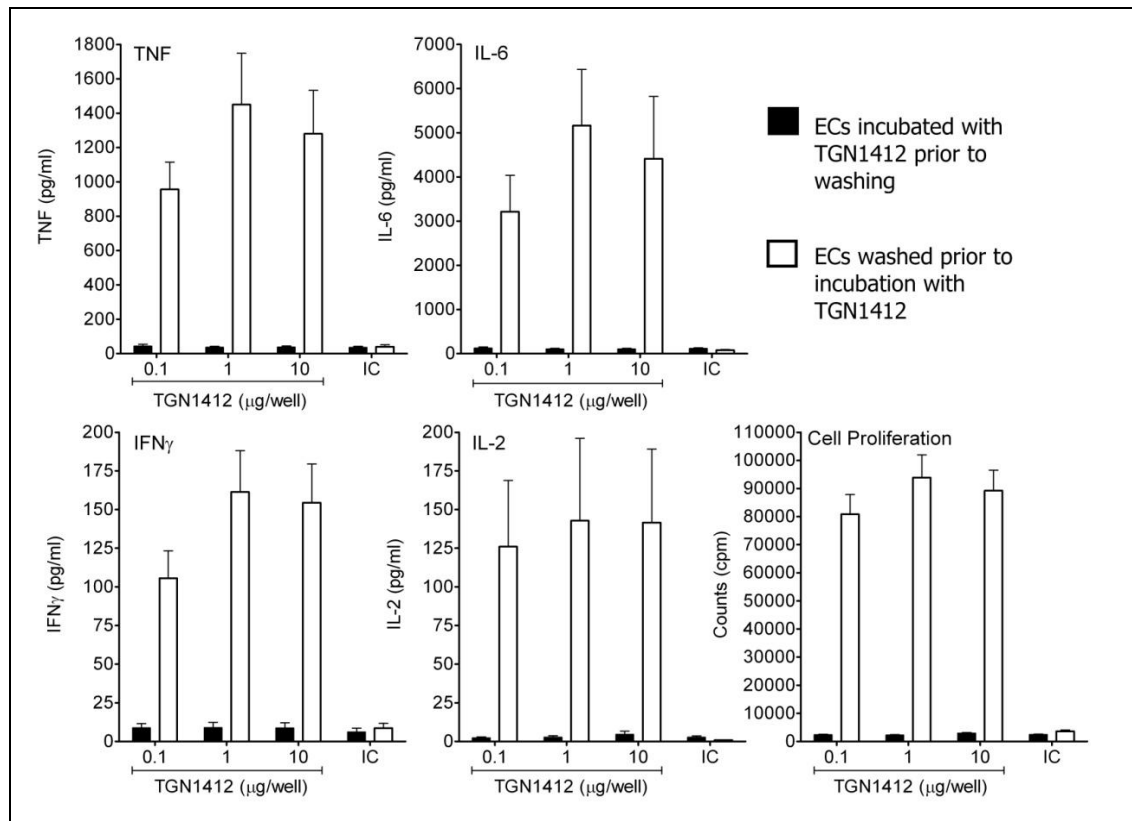 TNF
1800
1600
1400
1200
1000
800
600
400
200
0
TNF (pg/ml)
0.1 1 10 IC
TGN1412 (μg/well)
IL-6
7000
6000
5000
4000
3000
2000
1000
0
IL-6 (pg/ml)
0.1 1 10 IC
TGN1412 (μg/well)
ECs incubated with
TGN1412 prior to
washing
ECs washed prior to
incubation with
TGN1412
IFNγ
200
175
150
125
100
75
50
25
0
IFNγ (pg/ml)
0.1 1 10 IC
TGN1412 (μg/well)
IL-2
200
175
150
125
100
75
50
25
0
IL-2 (pg/ml)
0.1 1 10 IC
TGN1412 (μg/well)
Cell Proliferation
110000
100000
90000
80000
70000
60000
50000
40000
30000
20000
10000
0
Counts (cpm)
0.1 1 10 IC
TGN1412 (μg/well)